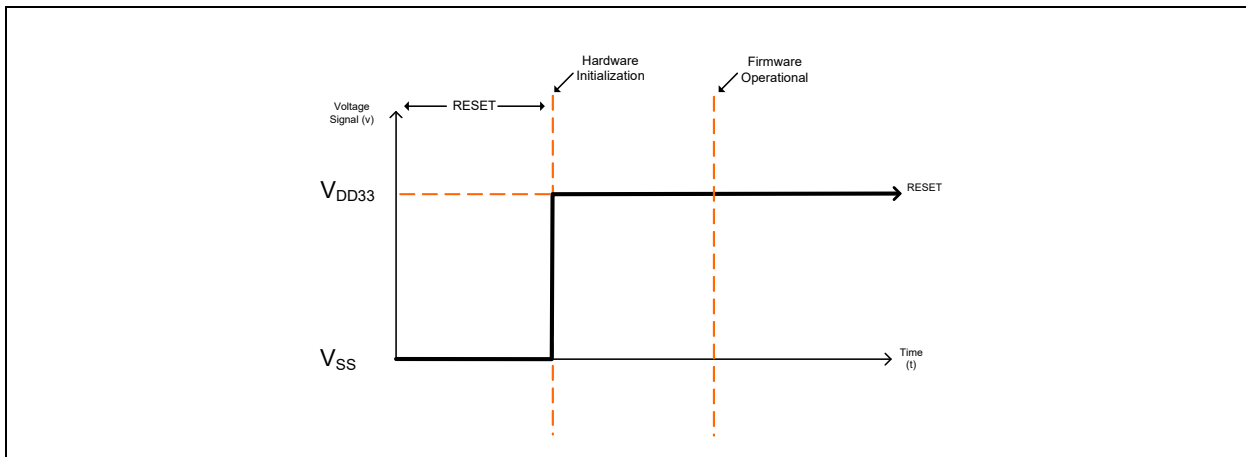 Hardware
Initialization
Firmware
Operational
RESET
Voltage
Signal (v)
VDD33
RESET
VSS
Time
(t)